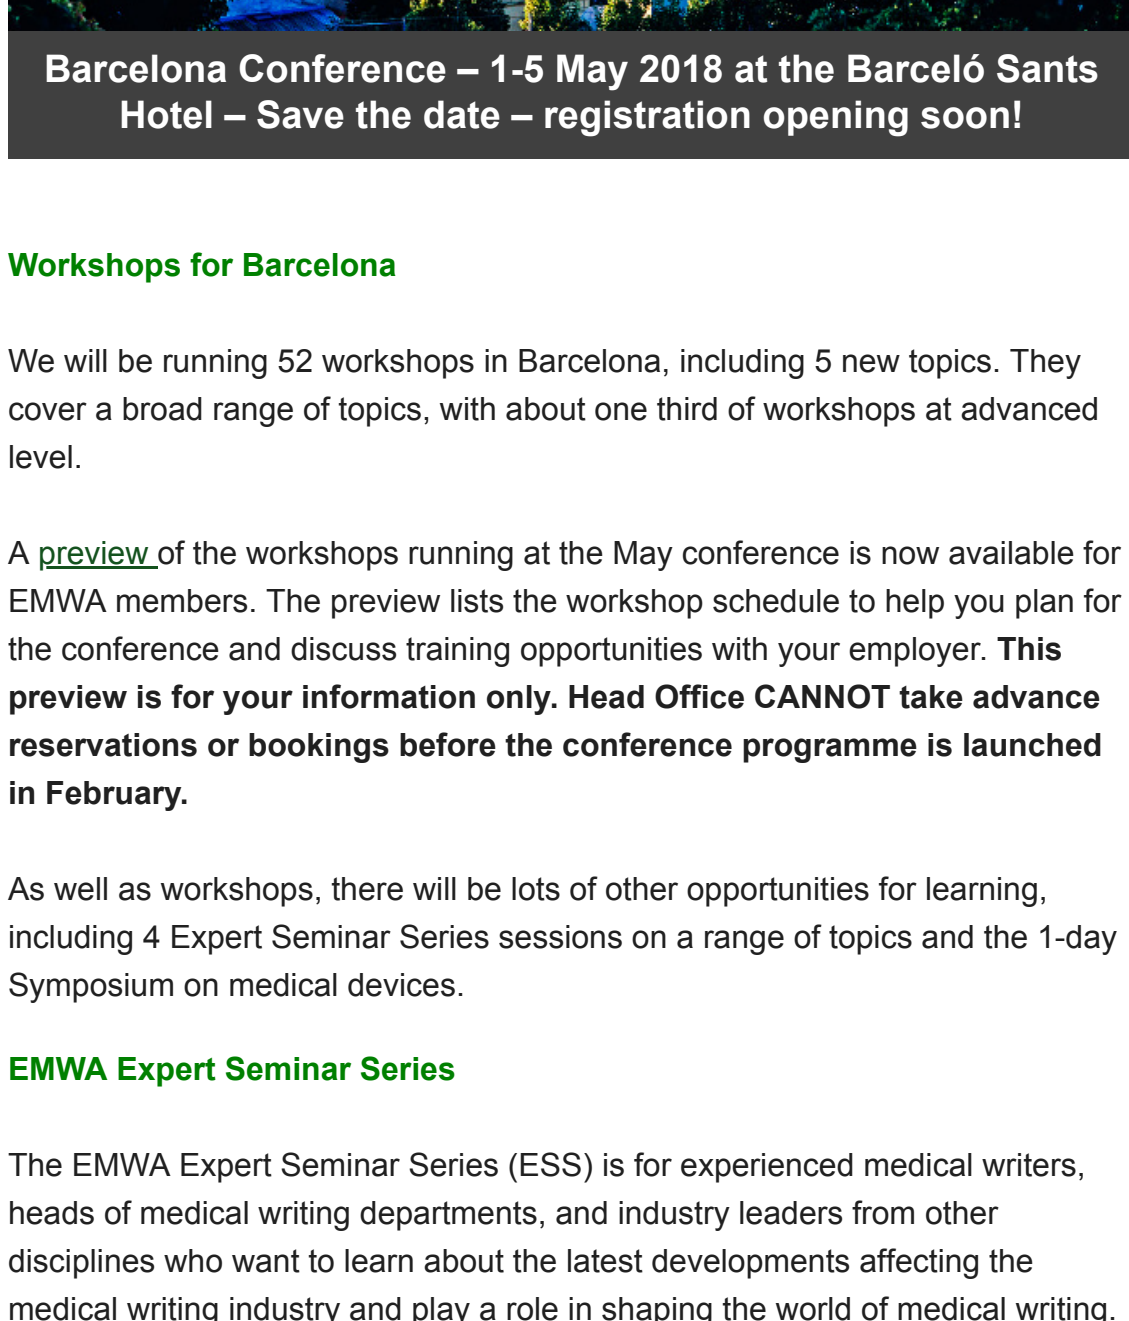 Barcelona Conference – 1-5 May 2018 at the Barceló Sants
Hotel – Save the date – registration opening soon!
Workshops for Barcelona
We will be running 52 workshops in Barcelona, including 5 new topics. They
cover a broad range of topics, with about one third of workshops at advanced
level.
A preview of the workshops running at the May conference is now available for
EMWA members. The preview lists the workshop schedule to help you plan for
the conference and discuss training opportunities with your employer. This
preview is for your information only. Head Office CANNOT take advance
reservations or bookings before the conference programme is launched
in February.
As well as workshops, there will be lots of other opportunities for learning,
including 4 Expert Seminar Series sessions on a range of topics and the 1-day
Symposium on medical devices.
EMWA Expert Seminar Series
The EMWA Expert Seminar Series (ESS) is for experienced medical writers,
heads of medical writing departments, and industry leaders from other
disciplines who want to learn about the latest developments affecting the
medical writing industry and play a role in shaping the world of medical writing.